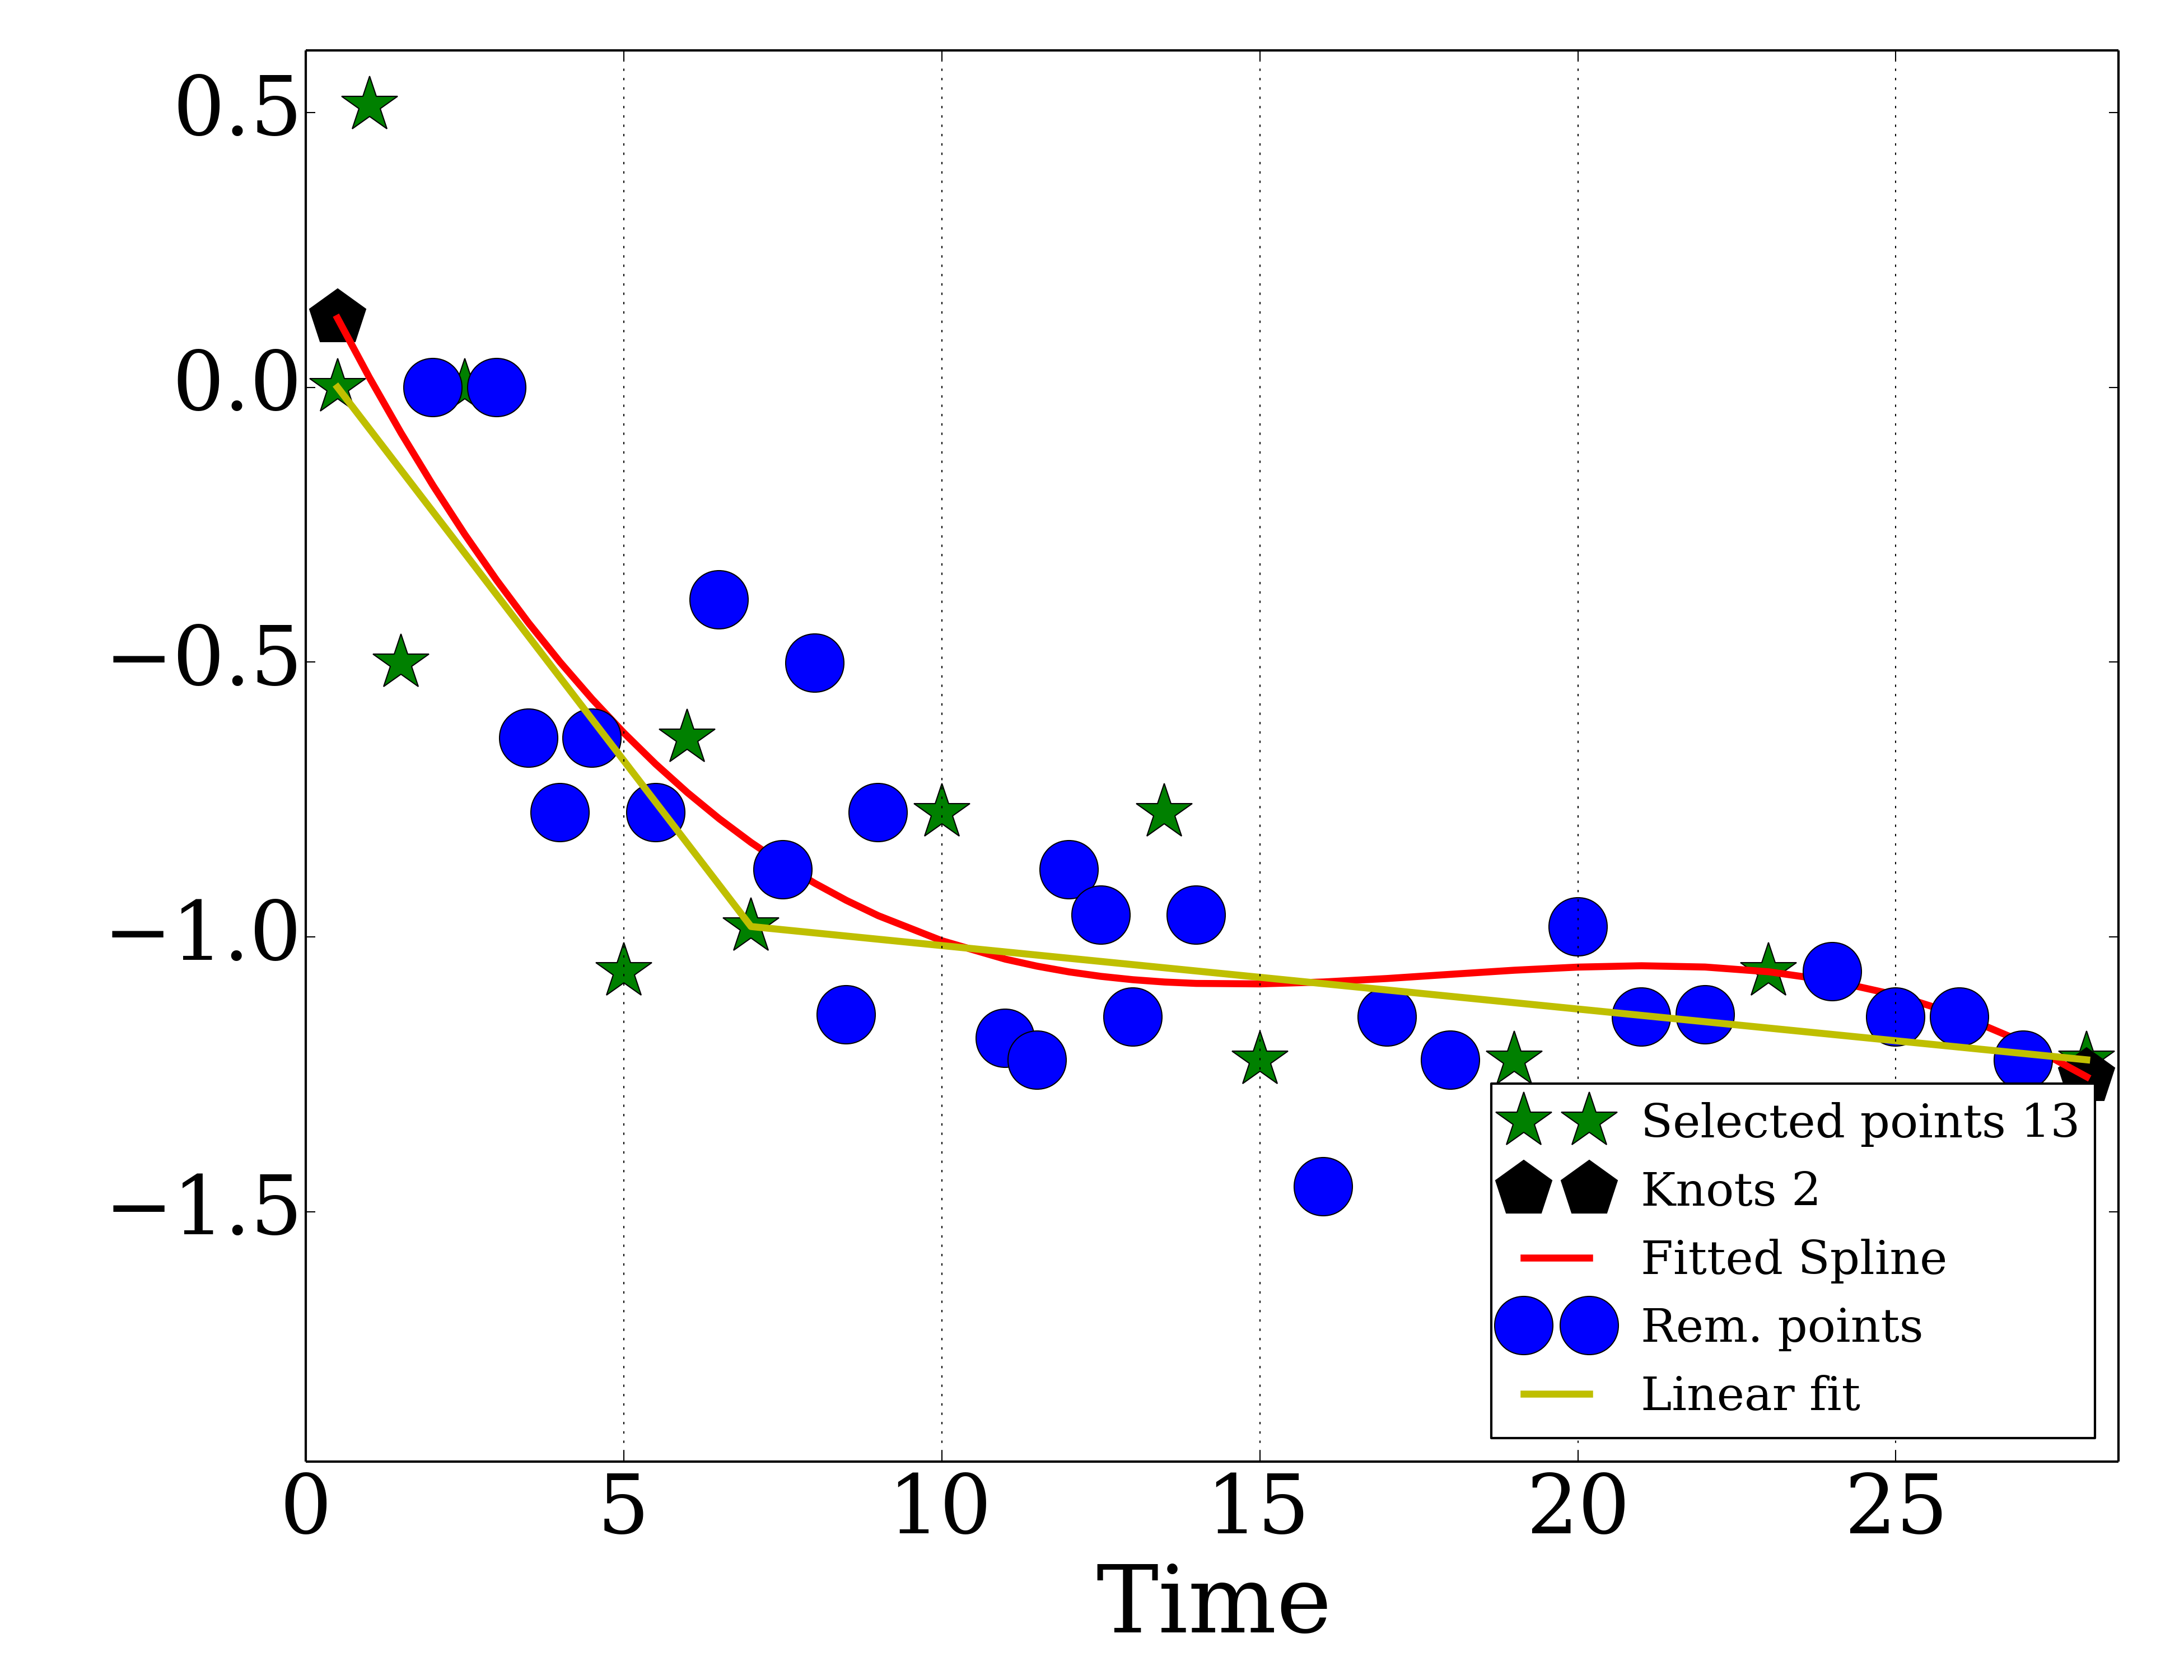 0.5
0.0
−0.5
−1.0
−1.5
Selected points 13
Knots 2
Fitted Spline
Rem. points
Linear fit
0 5 10 15 20 25
Time